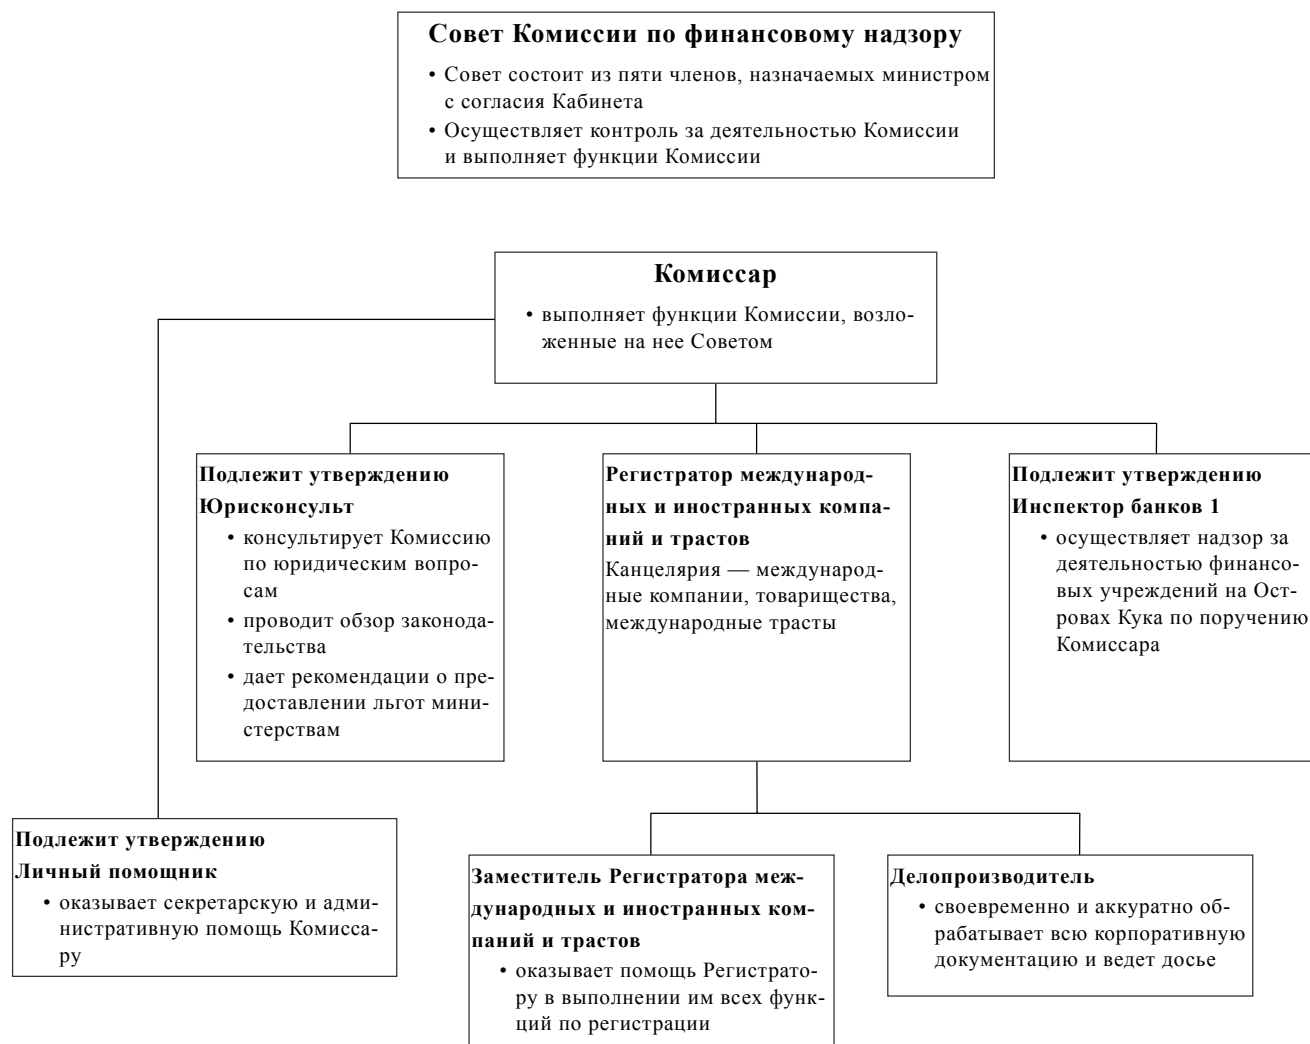 Совет Комиссии по финансовому надзору
• Совет состоит из пяти членов, назначаемых министром
с согласия Кабинета
• Осуществляет контроль за деятельностью Комиссии
и выполняет функции Комиссии
Комиссар
• выполняет функции Комиссии, возло-
женные на нее Советом
Подлежит утверждению
Юрисконсульт
• консультирует Комиссию
по юридическим вопро-
сам
• проводит обзор законода-
тельства
• дает рекомендации о пре-
доставлении льгот мини-
стерствам
Регистратор международ-
ных и иностранных компа-
ний и трастов
Канцелярия — международ-
ные компании, товарищества,
международные трасты
Подлежит утверждению
Инспектор банков 1
• осуществляет надзор за
деятельностью финансо-
вых учреждений на Ост-
ровах Кука по поручению
Комиссара
Подлежит утверждению
Личный помощник
• оказывает секретарскую и адми-
нистративную помощь Комисса-
ру
Заместитель Регистратора меж-
дународных и иностранных ком-
паний и трастов
• оказывает помощь Регистрато-
ру в выполнении им всех функ-
ций по регистрации
Делопроизводитель
• своевременно и аккуратно об-
рабатывает всю корпоративную
документацию и ведет досье